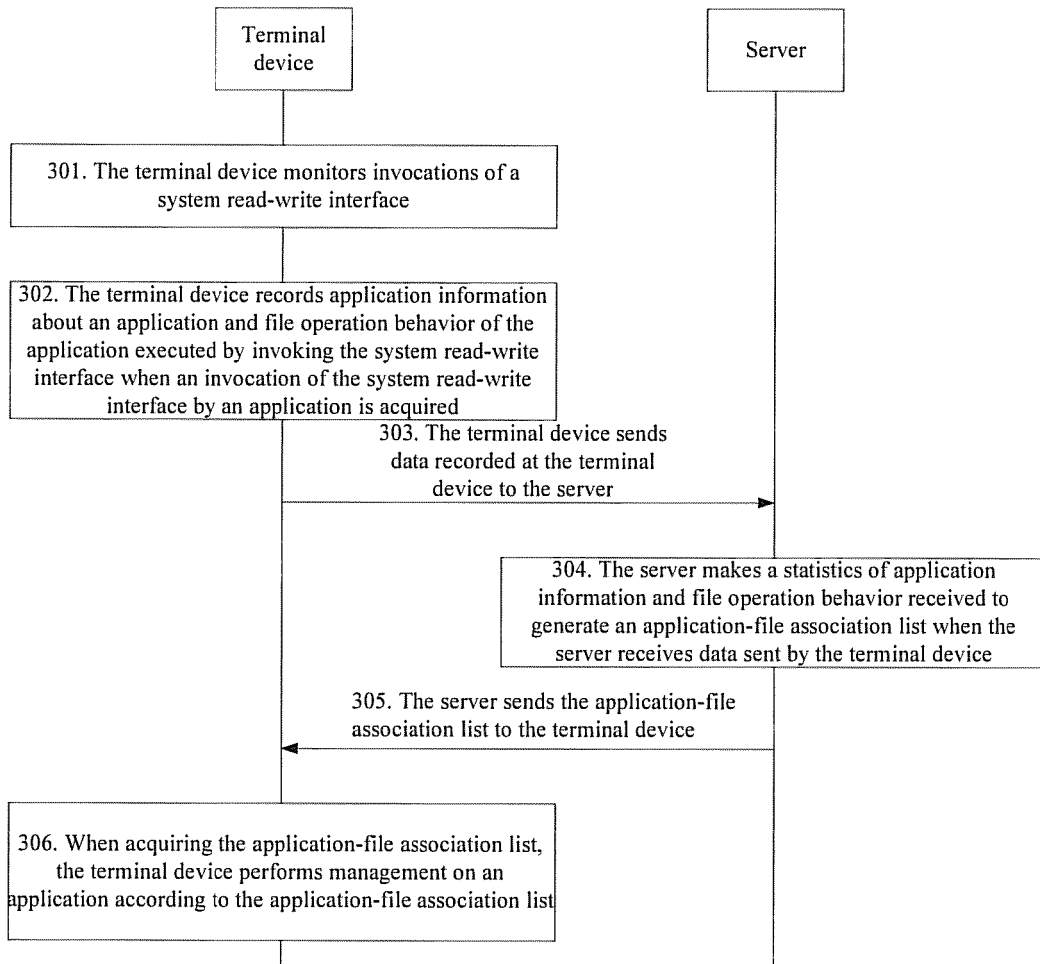 Terminal
device
Server
301. The terminal device monitors invocations of a
system read-write interface
302. The terminal device records application information
about an application and file operation behavior of the
application executed by invoking the system read-write
interface when an invocation of the system read-write
interface by an application is acquired
303. The terminal device sends
data recorded at the terminal
device to the server
304. The server makes a statistics of application
information and file operation behavior received to
generate an application-file association list when the
server receives data sent by the terminal device
305. The server sends the application-file
association list to the terminal device
306. When acquiring the application-file association list,
the terminal device performs management on an
application according to the application-file association list